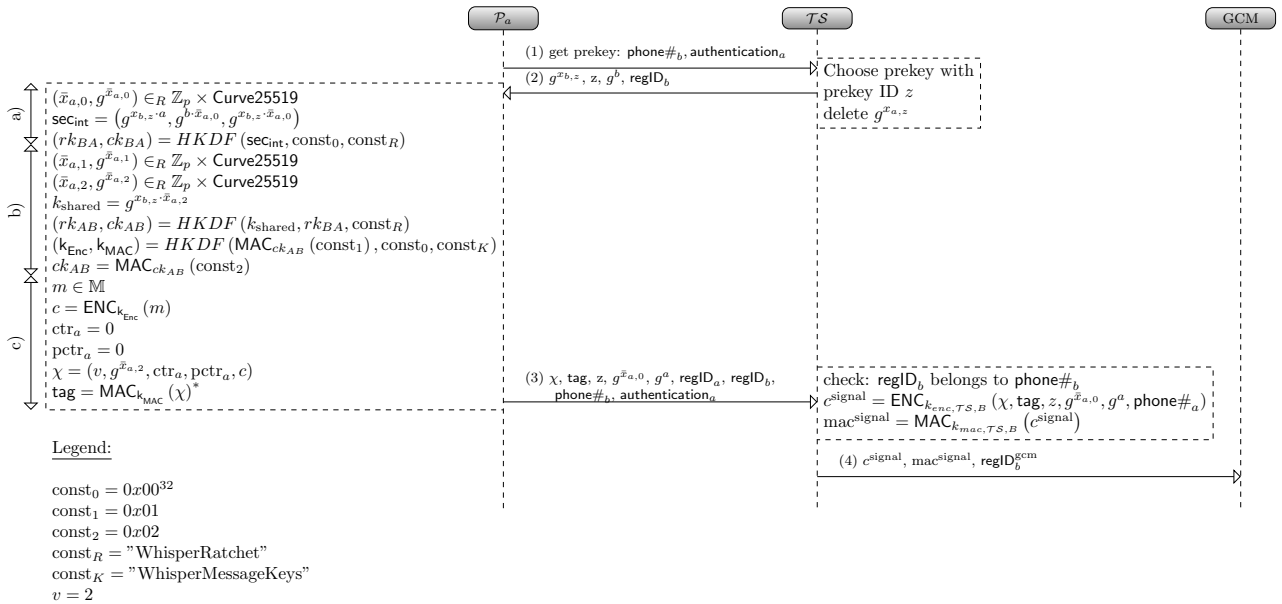 𝒫ₐ
𝒯𝒮
GCM
(1) get prekey: phone#_b, authentication_a
(2) g^{x_{b,z}}, z, g^b, regID_b
Choose prekey with
prekey ID z
delete g^{x_{a,z}}
a)
(x̄_{a,0}, g^{x̄_{a,0}}) ∈_R ℤ_p × Curve25519
sec_int = (g^{x_{b,z}·a}, g^{b·x̄_{a,0}}, g^{x_{b,z}·x̄_{a,0}})
(rk_{BA}, ck_{BA}) = HKDF (sec_int, const_0, const_R)
b)
(x̄_{a,1}, g^{x̄_{a,1}}) ∈_R ℤ_p × Curve25519
(x̄_{a,2}, g^{x̄_{a,2}}) ∈_R ℤ_p × Curve25519
k_shared = g^{x_{b,z}·x̄_{a,2}}
(rk_{AB}, ck_{AB}) = HKDF (k_shared, rk_{BA}, const_R)
(k_Enc, k_MAC) = HKDF (MAC_{ck_{AB}} (const_1), const_0, const_K)
ck_{AB} = MAC_{ck_{AB}} (const_2)
c)
m ∈ 𝕄
c = ENC_{k_Enc} (m)
ctr_a = 0
pctr_a = 0
χ = (v, g^{x̄_{a,2}}, ctr_a, pctr_a, c)
tag = MAC_{k_MAC} (χ)^*
(3) χ, tag, z, g^{x̄_{a,0}}, g^a, regID_a, regID_b,
phone#_b, authentication_a
check: regID_b belongs to phone#_b
c^{signal} = ENC_{k_{enc,𝒯𝒮,B}} (χ, tag, z, g^{x̄_{a,0}}, g^a, phone#_a)
mac^{signal} = MAC_{k_{mac,𝒯𝒮,B}} (c^{signal})
(4) c^{signal}, mac^{signal}, regID_b^{gcm}
Legend:
const_0 = 0x00^{32}
const_1 = 0x01
const_2 = 0x02
const_R = ”WhisperRatchet”
const_K = ”WhisperMessageKeys”
v = 2